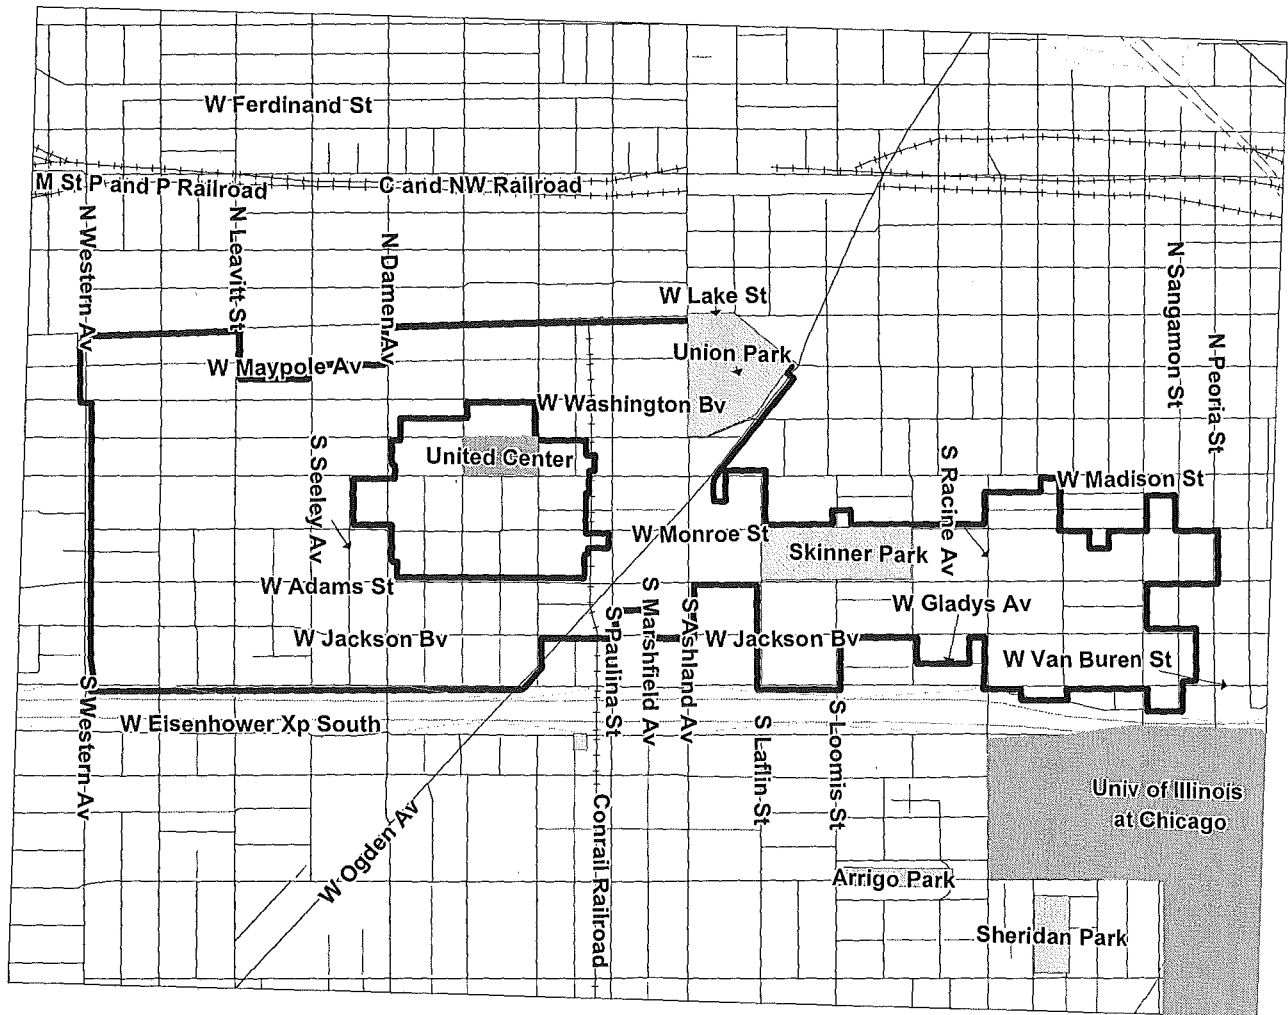 W Ferdinand St
M St P and P Railroad
C and NW Railroad
N Western Av
N Leavitt St
N Damen Av
N Sangamon St
N Peoria St
W Lake St
Union Park
W Maypole Av
W Washington Bv
United Center
S Seeley Av
S Racine Av
W Madison St
W Monroe St
Skinner Park
W Adams St
W Gladys Av
W Jackson Bv
S Paulina St
S Marshfield Av
S Ashland Av
W Jackson Bv
W Van Buren St
S Western Av
W Eisenhower Xp South
S Laflin St
S Loomis St
Univ of Illinois
at Chicago
W Ogden Av
Conrail Railroad
Arrigo Park
Sheridan Park